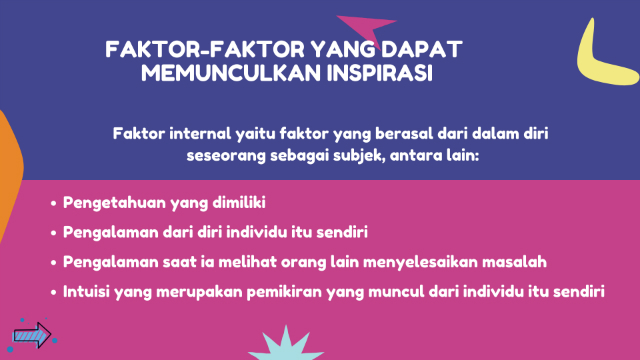 FAKTOR-FAKTOR YANG DAPAT
MEMUNCULKAN INSPIRASI
Faktor internal yaitu faktor yang berasal dari dalam diri
seseorang sebagai subjek, antara lain:
• Pengetahuan yang dimiliki
• Pengalaman dari diri individu itu sendiri
• Pengalaman saat ia melihat orang lain menyelesaikan masalah
• Intuisi yang merupakan pemikiran yang muncul dari individu itu sendiri